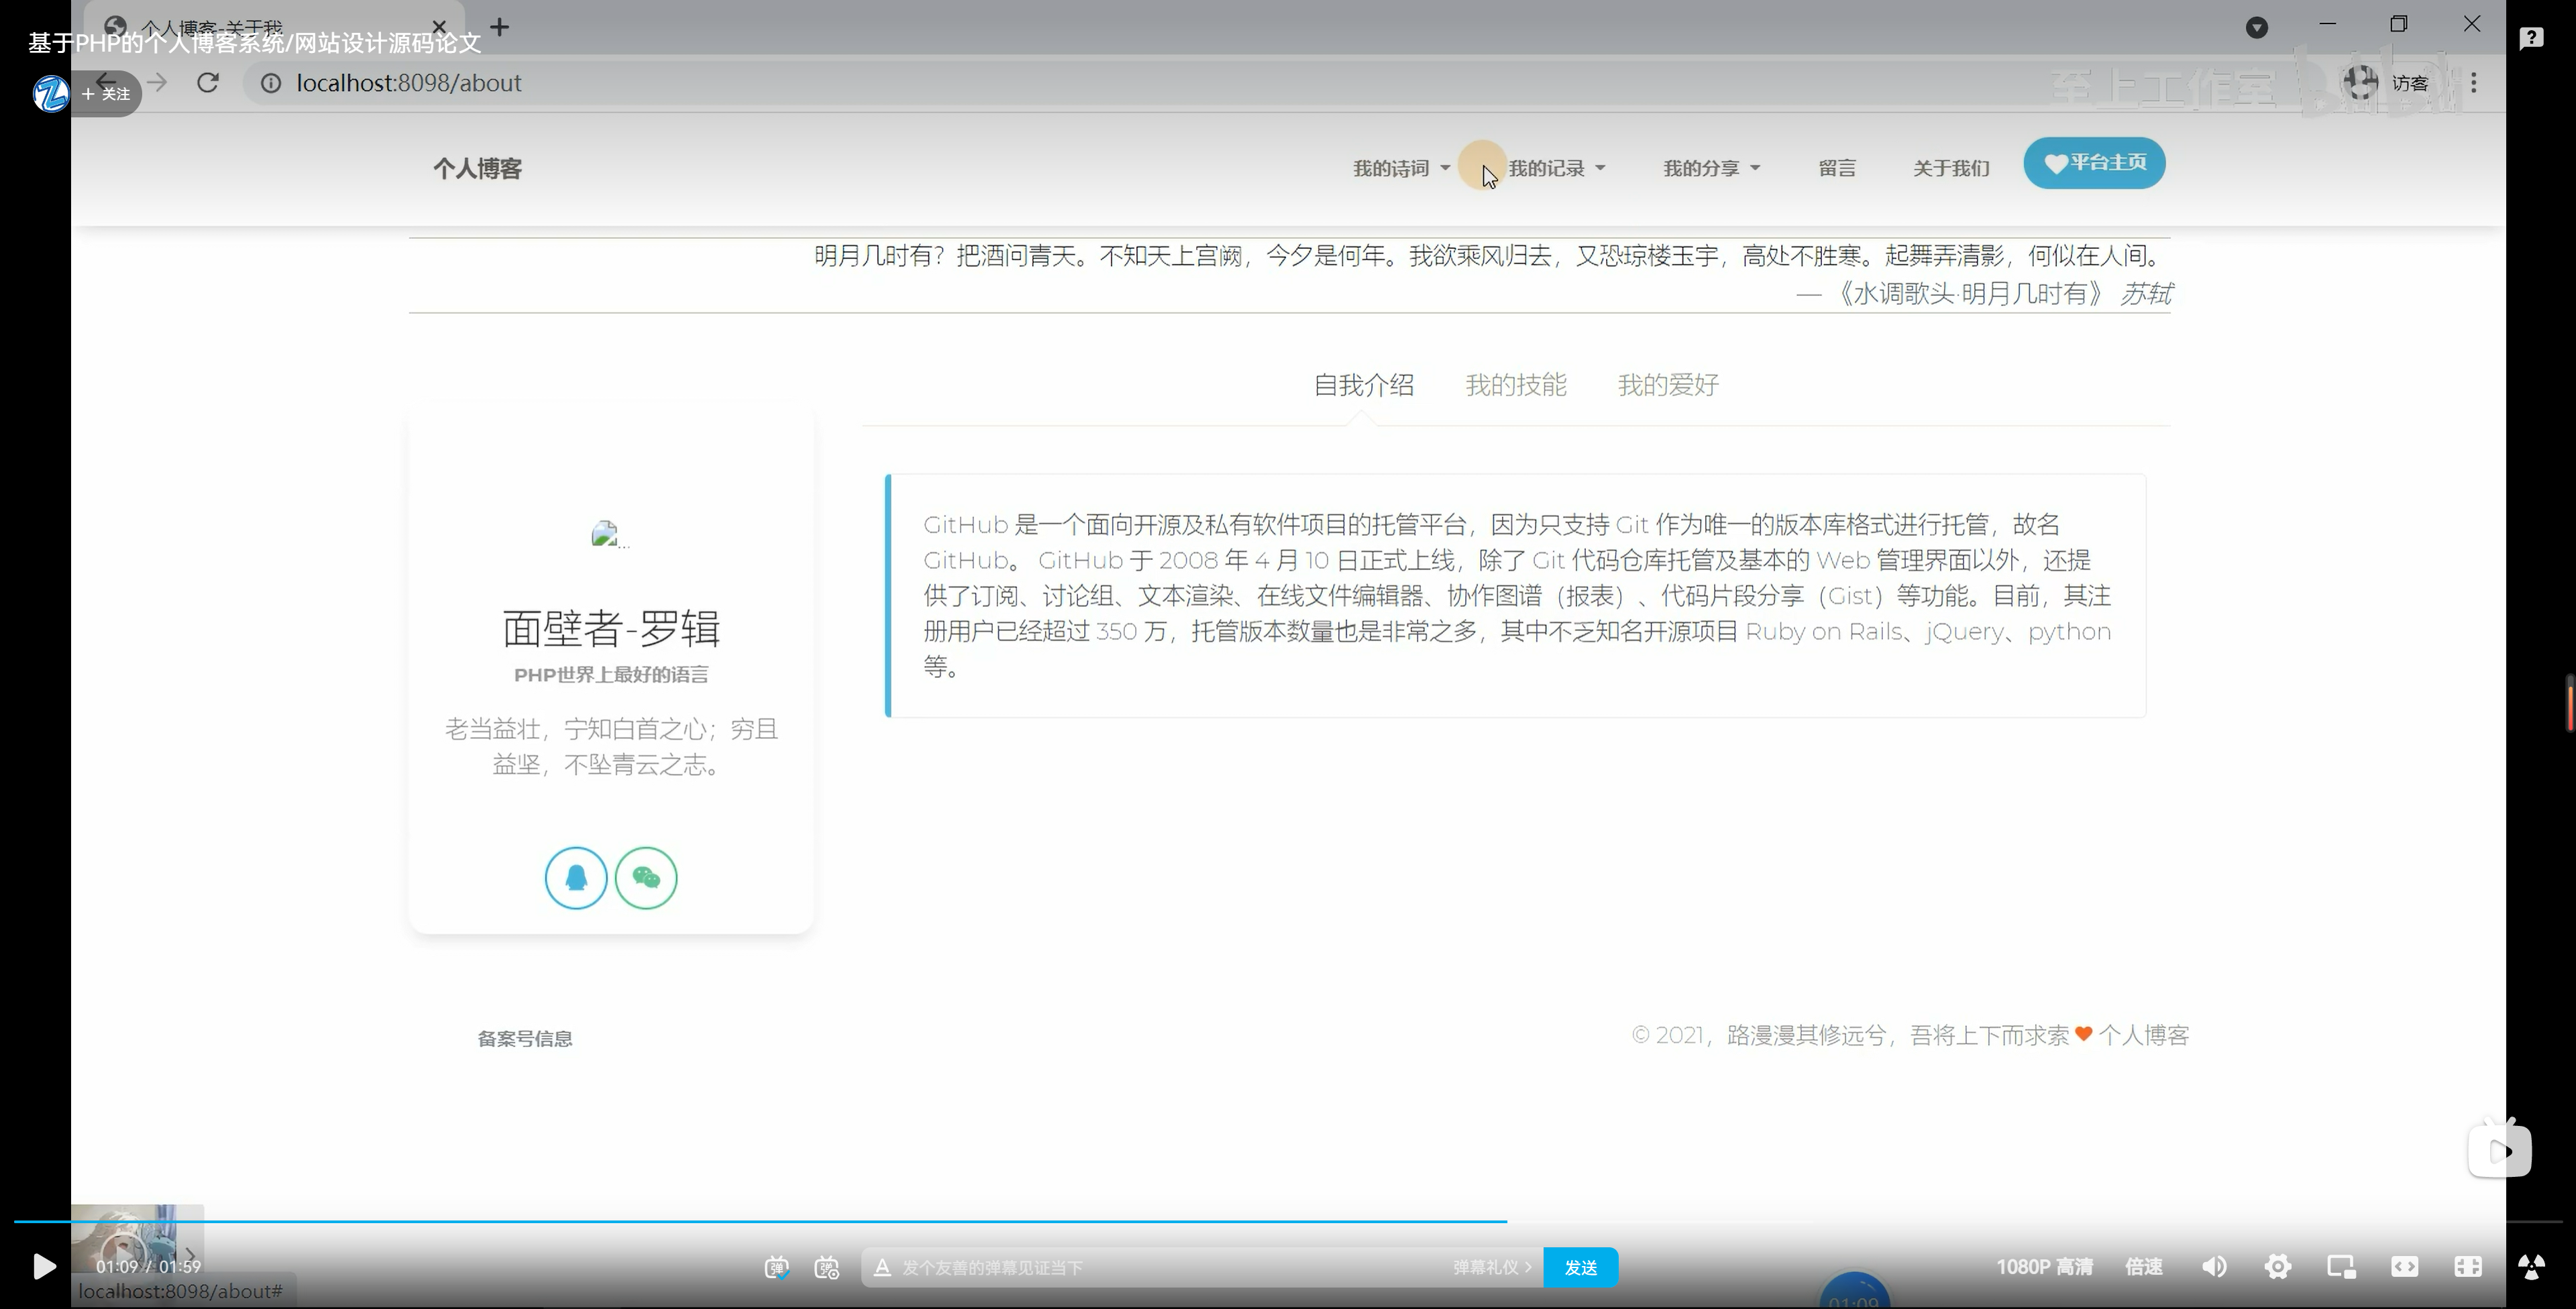 个人博客-关于我
基于PHP的个人博客系统/网站设计源码论文
+ 关注
localhost:8098/about
至上工作室
bilibili
访客
个人博客
我的诗词
我的记录
我的分享
留言
关于我们
平台主页
明月几时有？把酒问青天。不知天上宫阙，今夕是何年。我欲乘风归去，又恐琼楼玉宇，高处不胜寒。起舞弄清影，何似在人间。
— 《水调歌头·明月几时有》 苏轼
自我介绍
我的技能
我的爱好
...
面壁者-罗辑
PHP世界上最好的语言
老当益壮，宁知白首之心；穷且
益坚，不坠青云之志。
GitHub 是一个面向开源及私有软件项目的托管平台，因为只支持 Git 作为唯一的版本库格式进行托管，故名
GitHub。 GitHub 于 2008 年 4 月 10 日正式上线，除了 Git 代码仓库托管及基本的 Web 管理界面以外，还提
供了订阅、讨论组、文本渲染、在线文件编辑器、协作图谱（报表）、代码片段分享（Gist）等功能。目前，其注
册用户已经超过 350 万，托管版本数量也是非常之多，其中不乏知名开源项目 Ruby on Rails、jQuery、python
等。
备案号信息
© 2021，路漫漫其修远兮，吾将上下而求索❤个人博客
01:09 / 01:59
弹
弹
A 发个友善的弹幕见证当下
弹幕礼仪 >
发送
1080P 高清
倍速
localhost:8098/about#
01:09